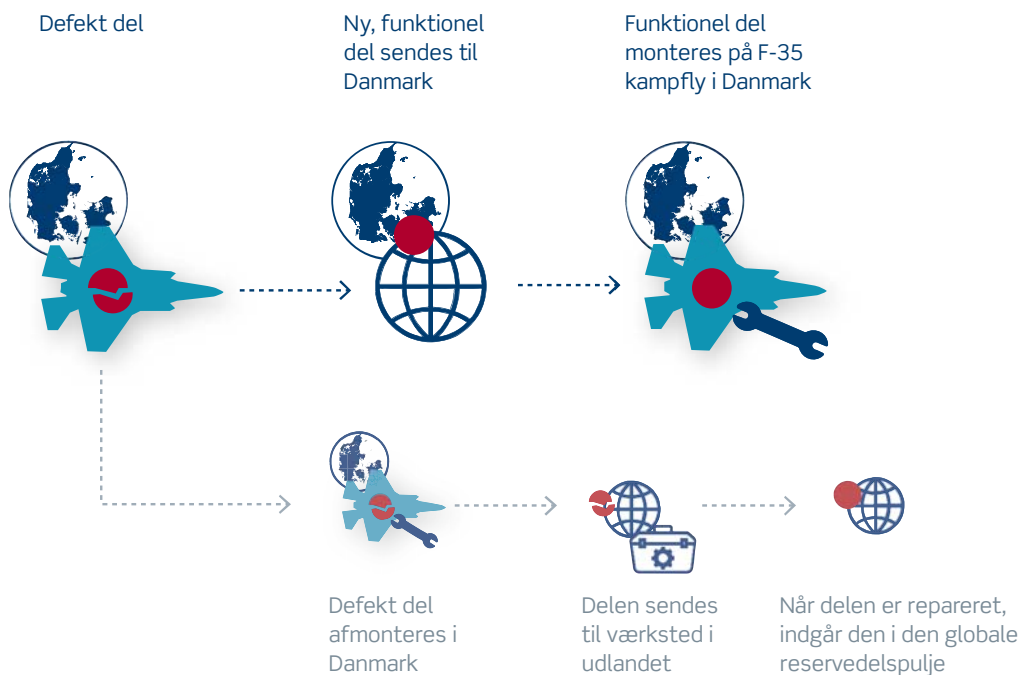 Defekt del
Ny, funktionel
del sendes til
Danmark
Funktionel del
monteres på F-35
kampfly i Danmark
Defekt del
afmonteres i
Danmark
Delen sendes
til værksted i
udlandet
Når delen er repareret,
indgår den i den globale
reservedelspulje